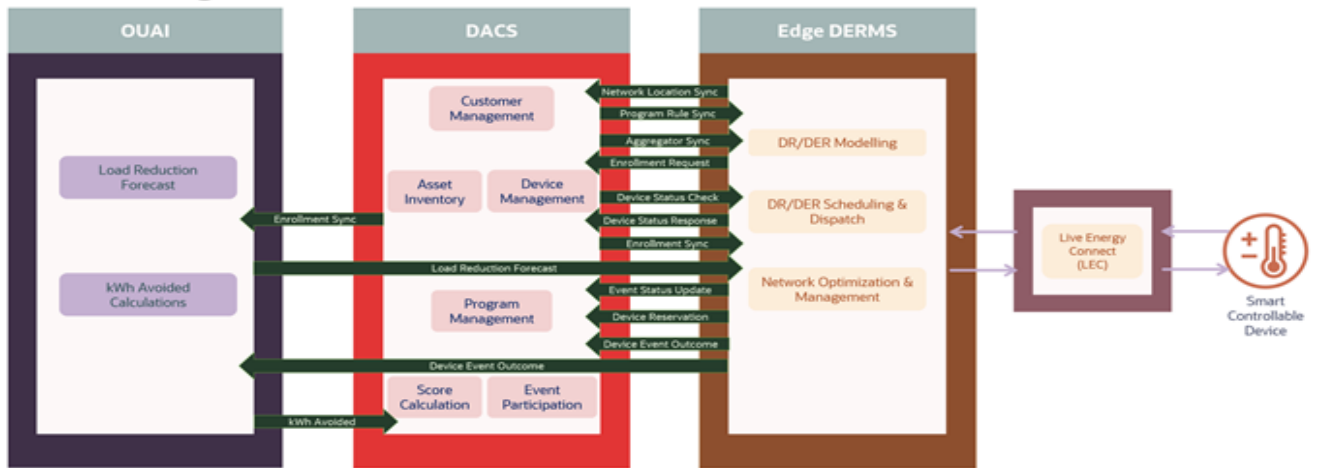 OUAI
DACS
Edge DERMS
Customer
Management
Network Location Sync
Program Rule Sync
Aggregator Sync
Enrollment Request
DR/DER Modelling
Load Reduction
Forecast
Asset
Inventory
Device
Management
Device Status Check
Device Status Response
Enrollment Sync
DR/DER Scheduling &
Dispatch
Enrollment Sync
Load Reduction Forecast
Live Energy
Connect
(LEC)
Smart
Controllable
Device
kWh Avoided
Calculations
Program
Management
Event Status Update
Device Reservation
Device Event Outcome
Network Optimization &
Management
Device Event Outcome
Score
Calculation
Event
Participation
kWh Avoided